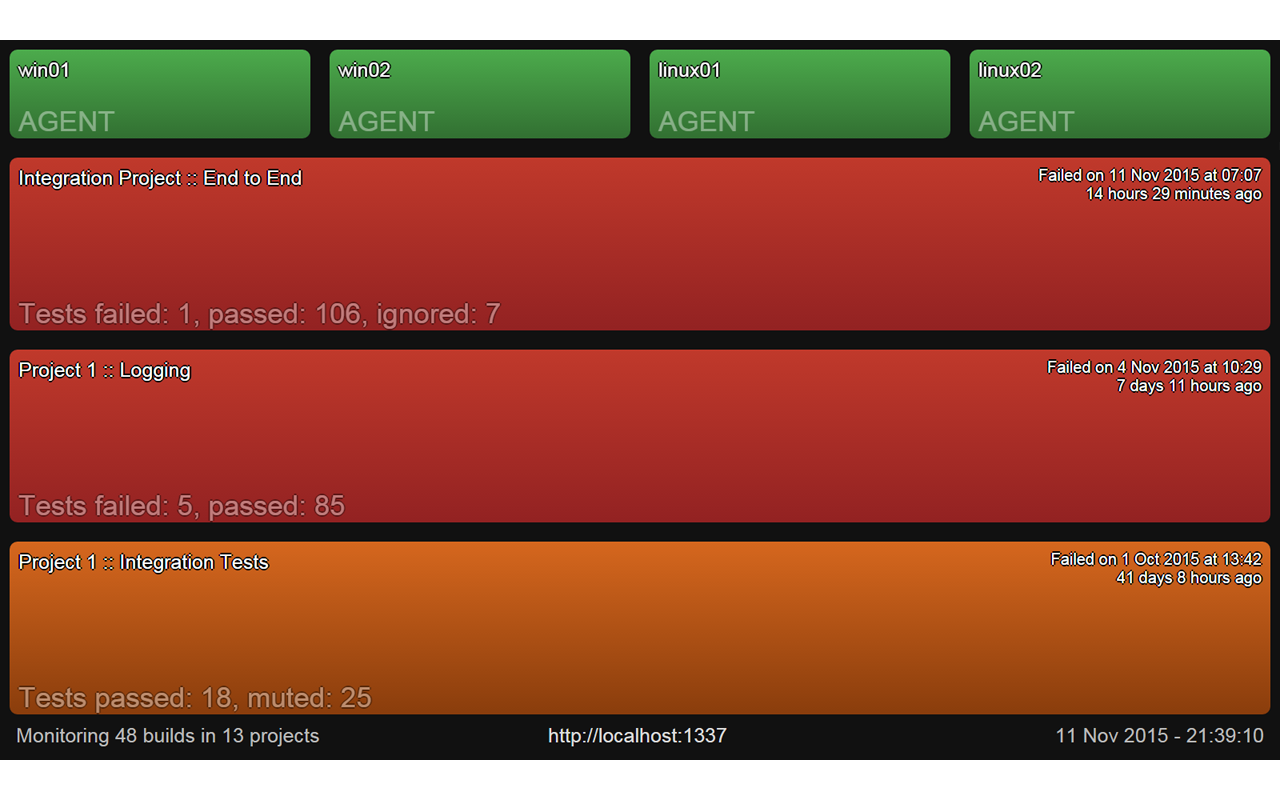 win01
AGENT
win02
AGENT
linux01
AGENT
linux02
AGENT
Integration Project :: End to End
Failed on 11 Nov 2015 at 07:07
14 hours 29 minutes ago
Tests failed: 1, passed: 106, ignored: 7
Project 1 :: Logging
Failed on 4 Nov 2015 at 10:29
7 days 11 hours ago
Tests failed: 5, passed: 85
Project 1 :: Integration Tests
Failed on 1 Oct 2015 at 13:42
41 days 8 hours ago
Tests passed: 18, muted: 25
Monitoring 48 builds in 13 projects
http://localhost:1337
11 Nov 2015 - 21:39:10